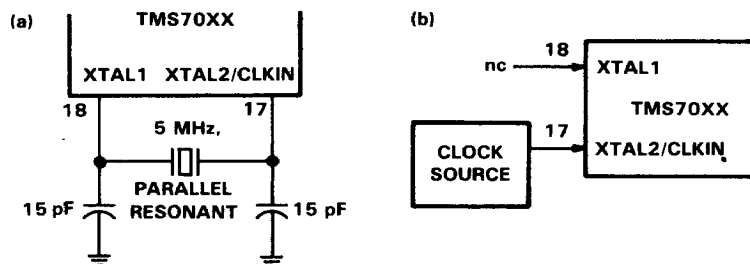 (a)
TMS70XX
XTAL1 XTAL2/CLKIN
18 17
5 MHz,
PARALLEL
RESONANT
15 pF 15 pF
(b)
18
nc XTAL1
TMS70XX
17
CLOCK
SOURCE
XTAL2/CLKIN